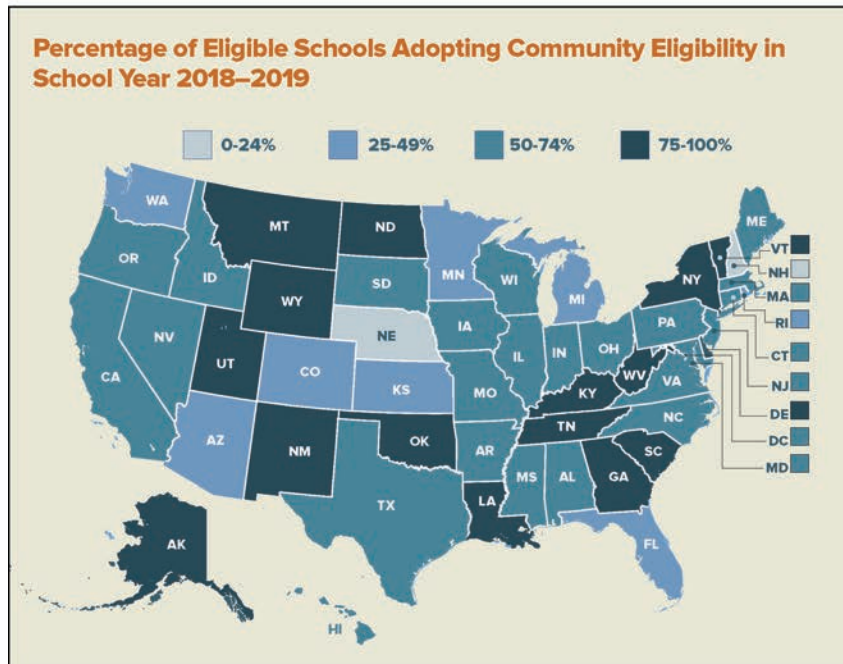 Percentage of Eligible Schools Adopting Community Eligibility in
School Year 2018–2019
0-24% 25-49% 50-74% 75-100%
WA
MT
ND
MN
ME
VT
OR
ID
SD
WI
NY
NH
WY
MI
MA
RI
NE
IA
PA
NV
UT
IL
IN
OH
CT
CA
CO
KS
MO
WV
VA
NJ
KY
DE
AZ
NM
OK
AR
TN
NC
DC
SC
MD
MS
AL
GA
TX
LA
AK
FL
HI